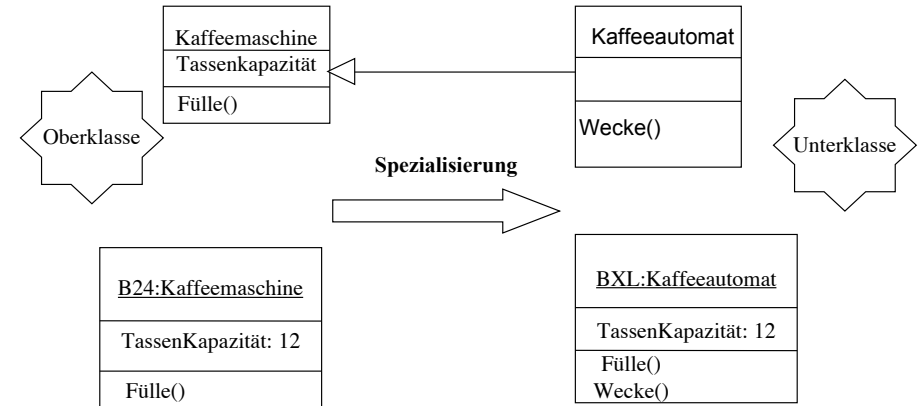 Kaffeemaschine
Tassenkapazität
Fülle()
Kaffeeautomat
Wecke()
Oberklasse
Unterklasse
Spezialisierung
B24:Kaffeemaschine
TassenKapazität: 12
Fülle()
BXL:Kaffeeautomat
TassenKapazität: 12
Fülle()
Wecke()